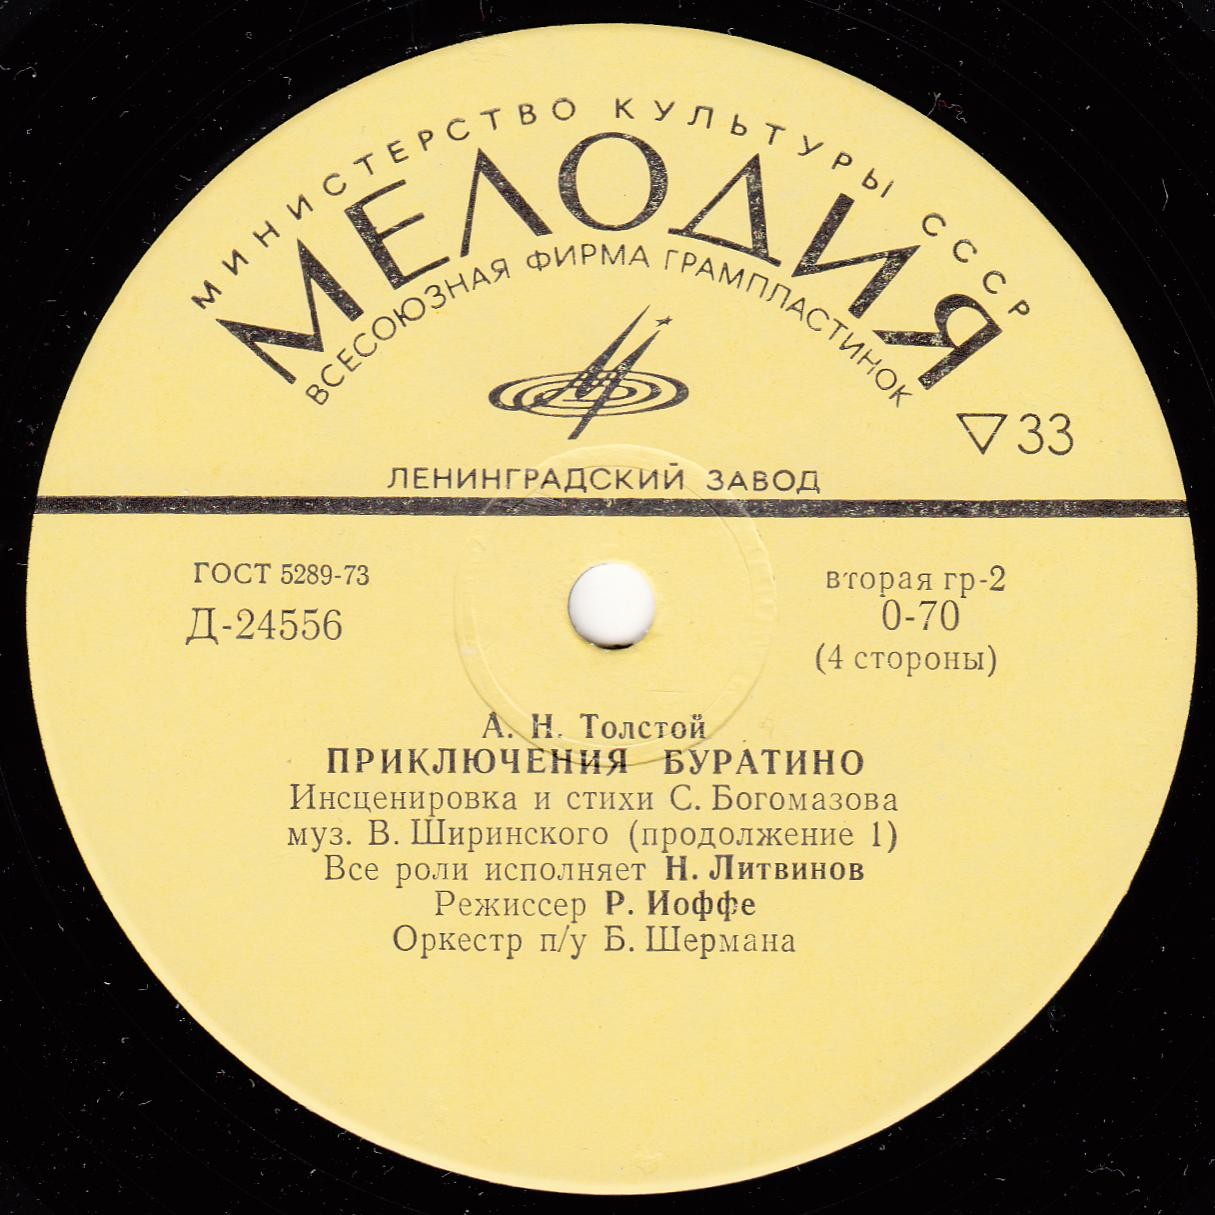 МИНИСТЕРСТВО КУЛЬТУРЫ СССР
МЕЛОДИЯ
ВСЕСОЮЗНАЯ ФИРМА ГРАМПЛАСТИНОК
33
ЛЕНИНГРАДСКИЙ ЗАВОД
ГОСТ 5289-73
Д-24556
вторая гр-2
0-70
(4 стороны)
А. Н. Толстой
ПРИКЛЮЧЕНИЯ БУРАТИНО
Инсценировка и стихи С. Богомазова
муз. В. Ширинского (продолжение 1)
Все роли исполняет Н. Литвинов
Режиссер Р. Иоффе
Оркестр п/у Б. Шермана